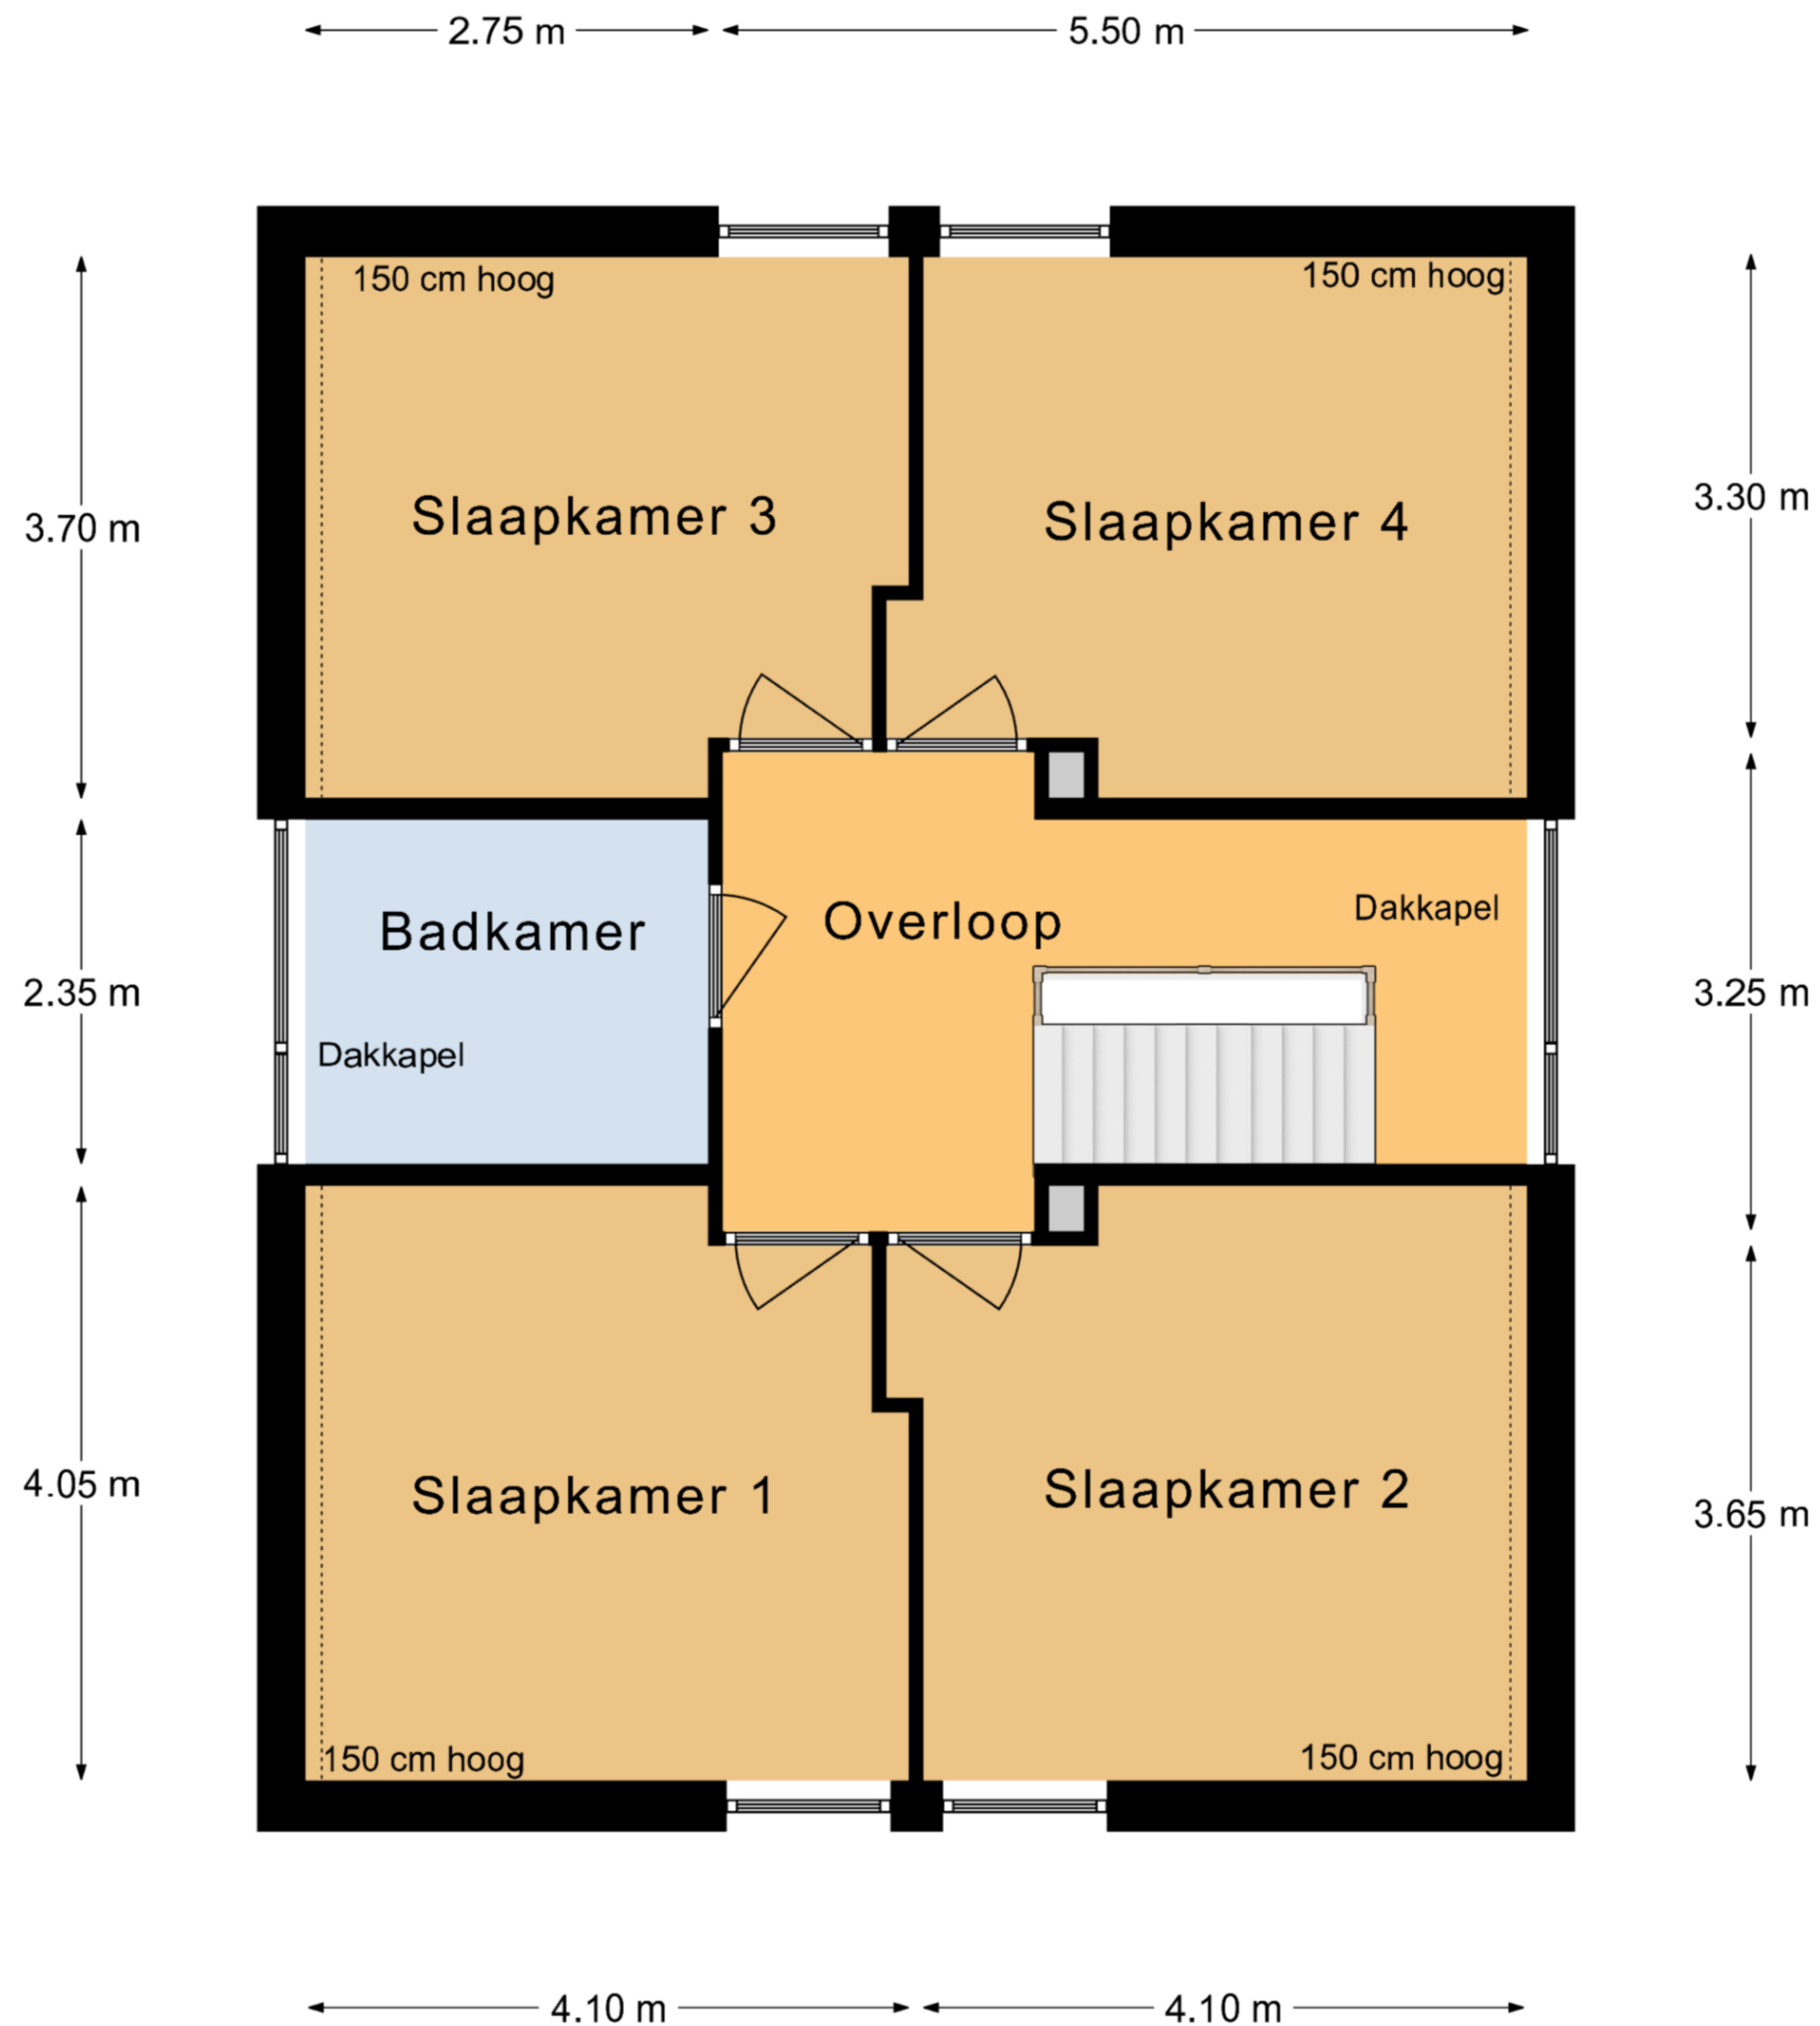 2.75 m
5.50 m
150 cm hoog
150 cm hoog
3.30 m
Slaapkamer 3
Slaapkamer 4
3.70 m
Badkamer
Overloop
Dakkapel
2.35 m
3.25 m
Dakkapel
4.05 m
Slaapkamer 1
Slaapkamer 2
3.65 m
150 cm hoog
150 cm hoog
4.10 m
4.10 m